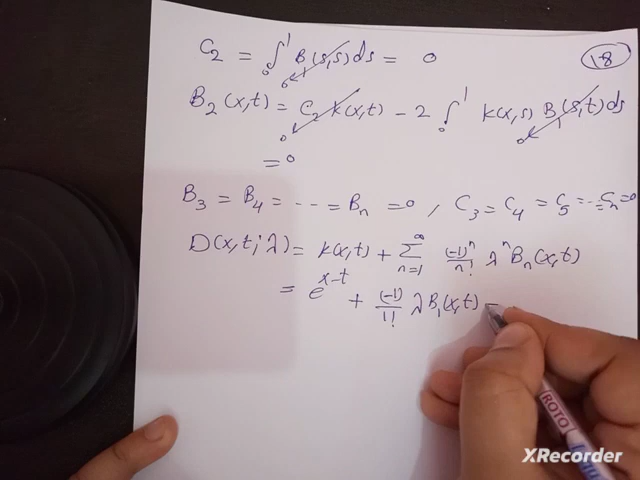 18
C₂ = ∫₀¹ B₁(s,s)ds = 0
B₂(x,t) = C₂ k(x,t) - 2 ∫₀¹ k(x,s) B₁(s,t)ds
= 0
B₃ = B₄ = ---- = Bₙ = 0 , C₃ = C₄ = C₅ = --- = Cₙ = 0
D(x,t;λ) = k(x,t) + ∑ₙ₌₁^∞ (-1)ⁿ/n! λⁿ Bₙ(x,t)
= e^(x-t) + (-1)/1! λ B₁(x,t) -
ROTO
XRecorder